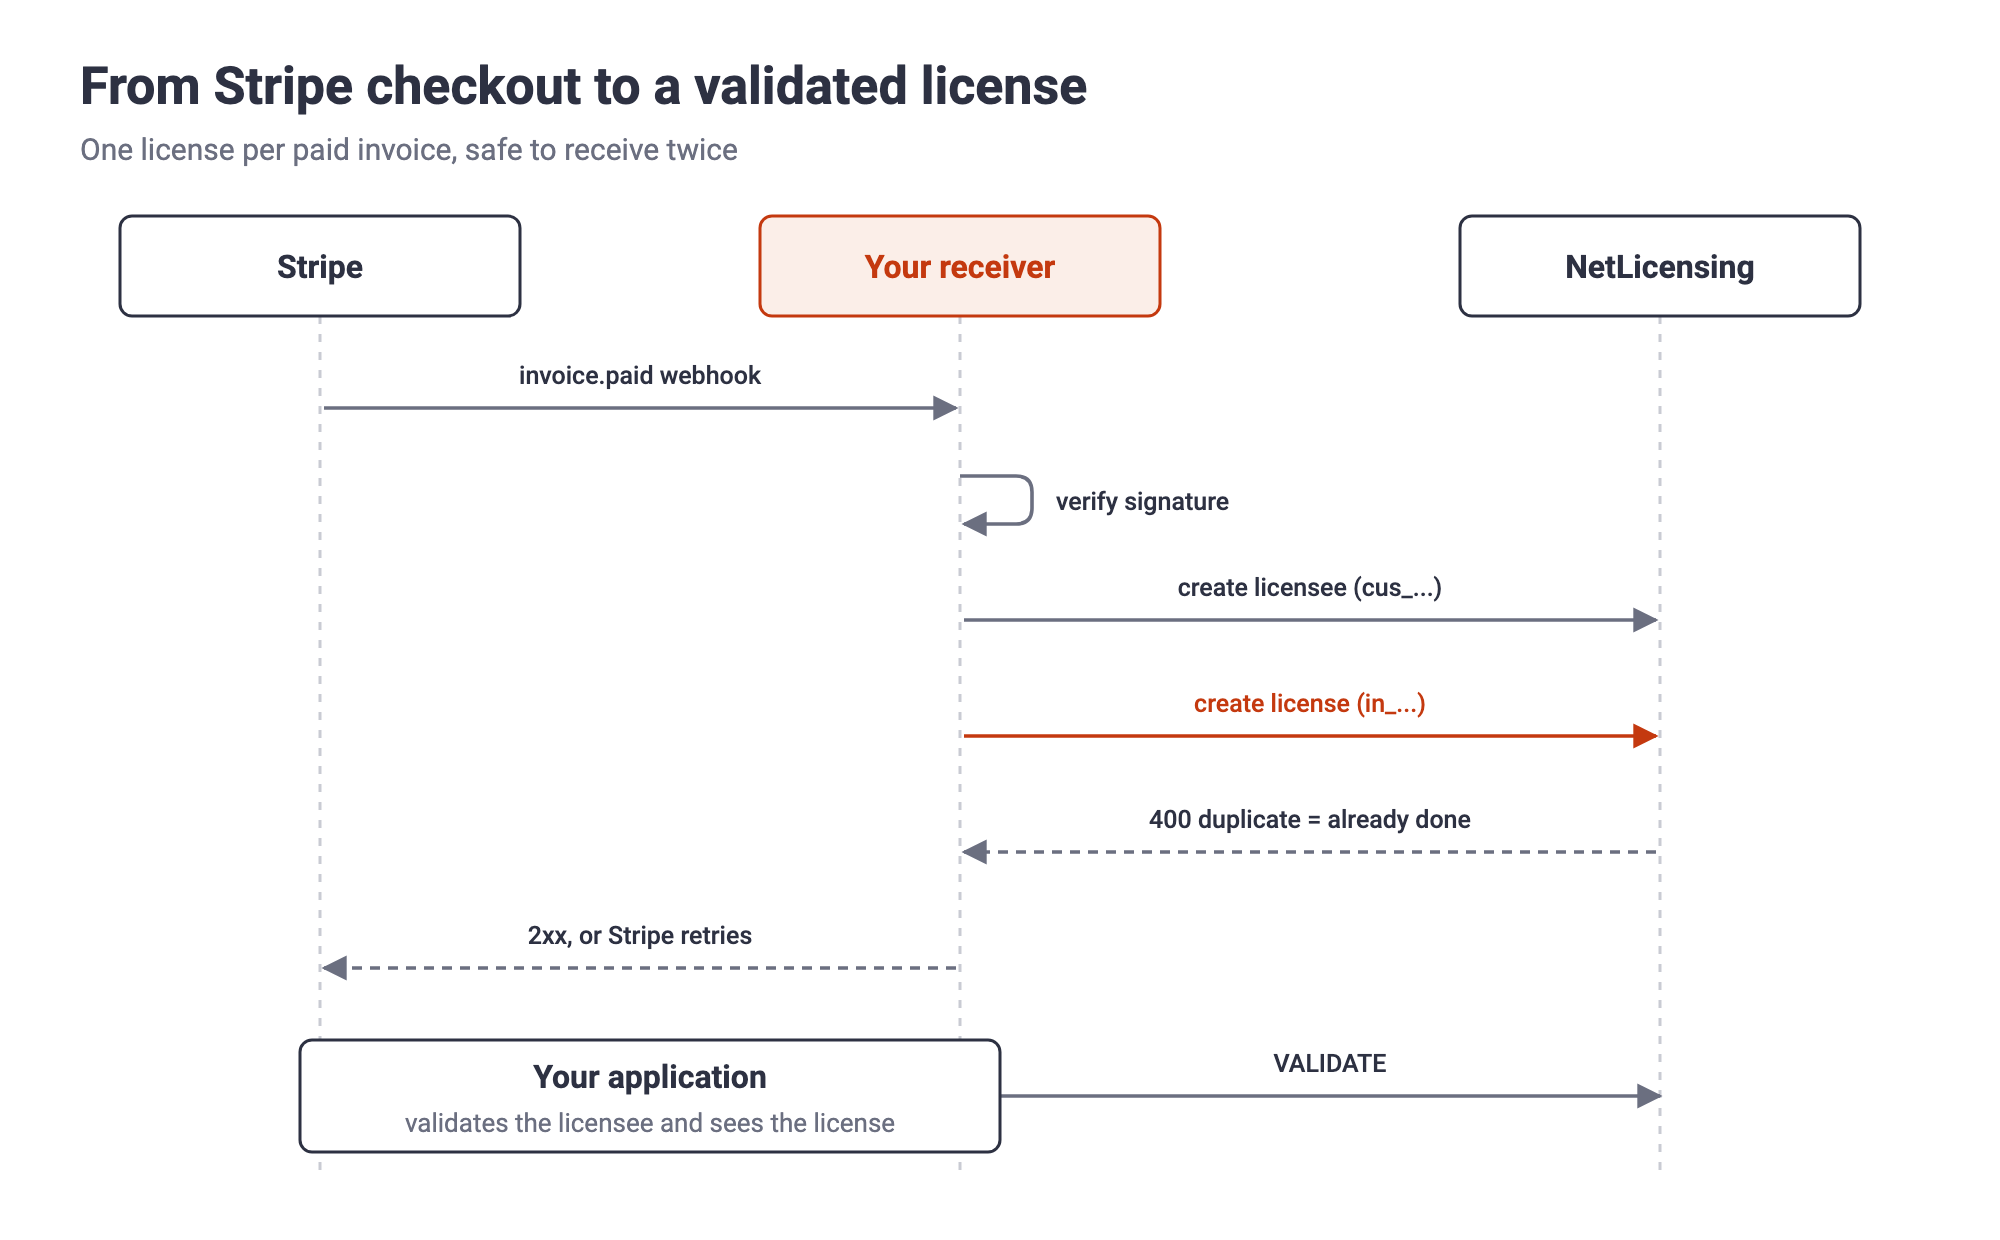 From Stripe checkout to a validated license
One license per paid invoice, safe to receive twice
Stripe
Your receiver
NetLicensing
invoice.paid webhook
verify signature
create licensee (cus_...)
create license (in_...)
400 duplicate = already done
2xx, or Stripe retries
Your application
validates the licensee and sees the license
VALIDATE